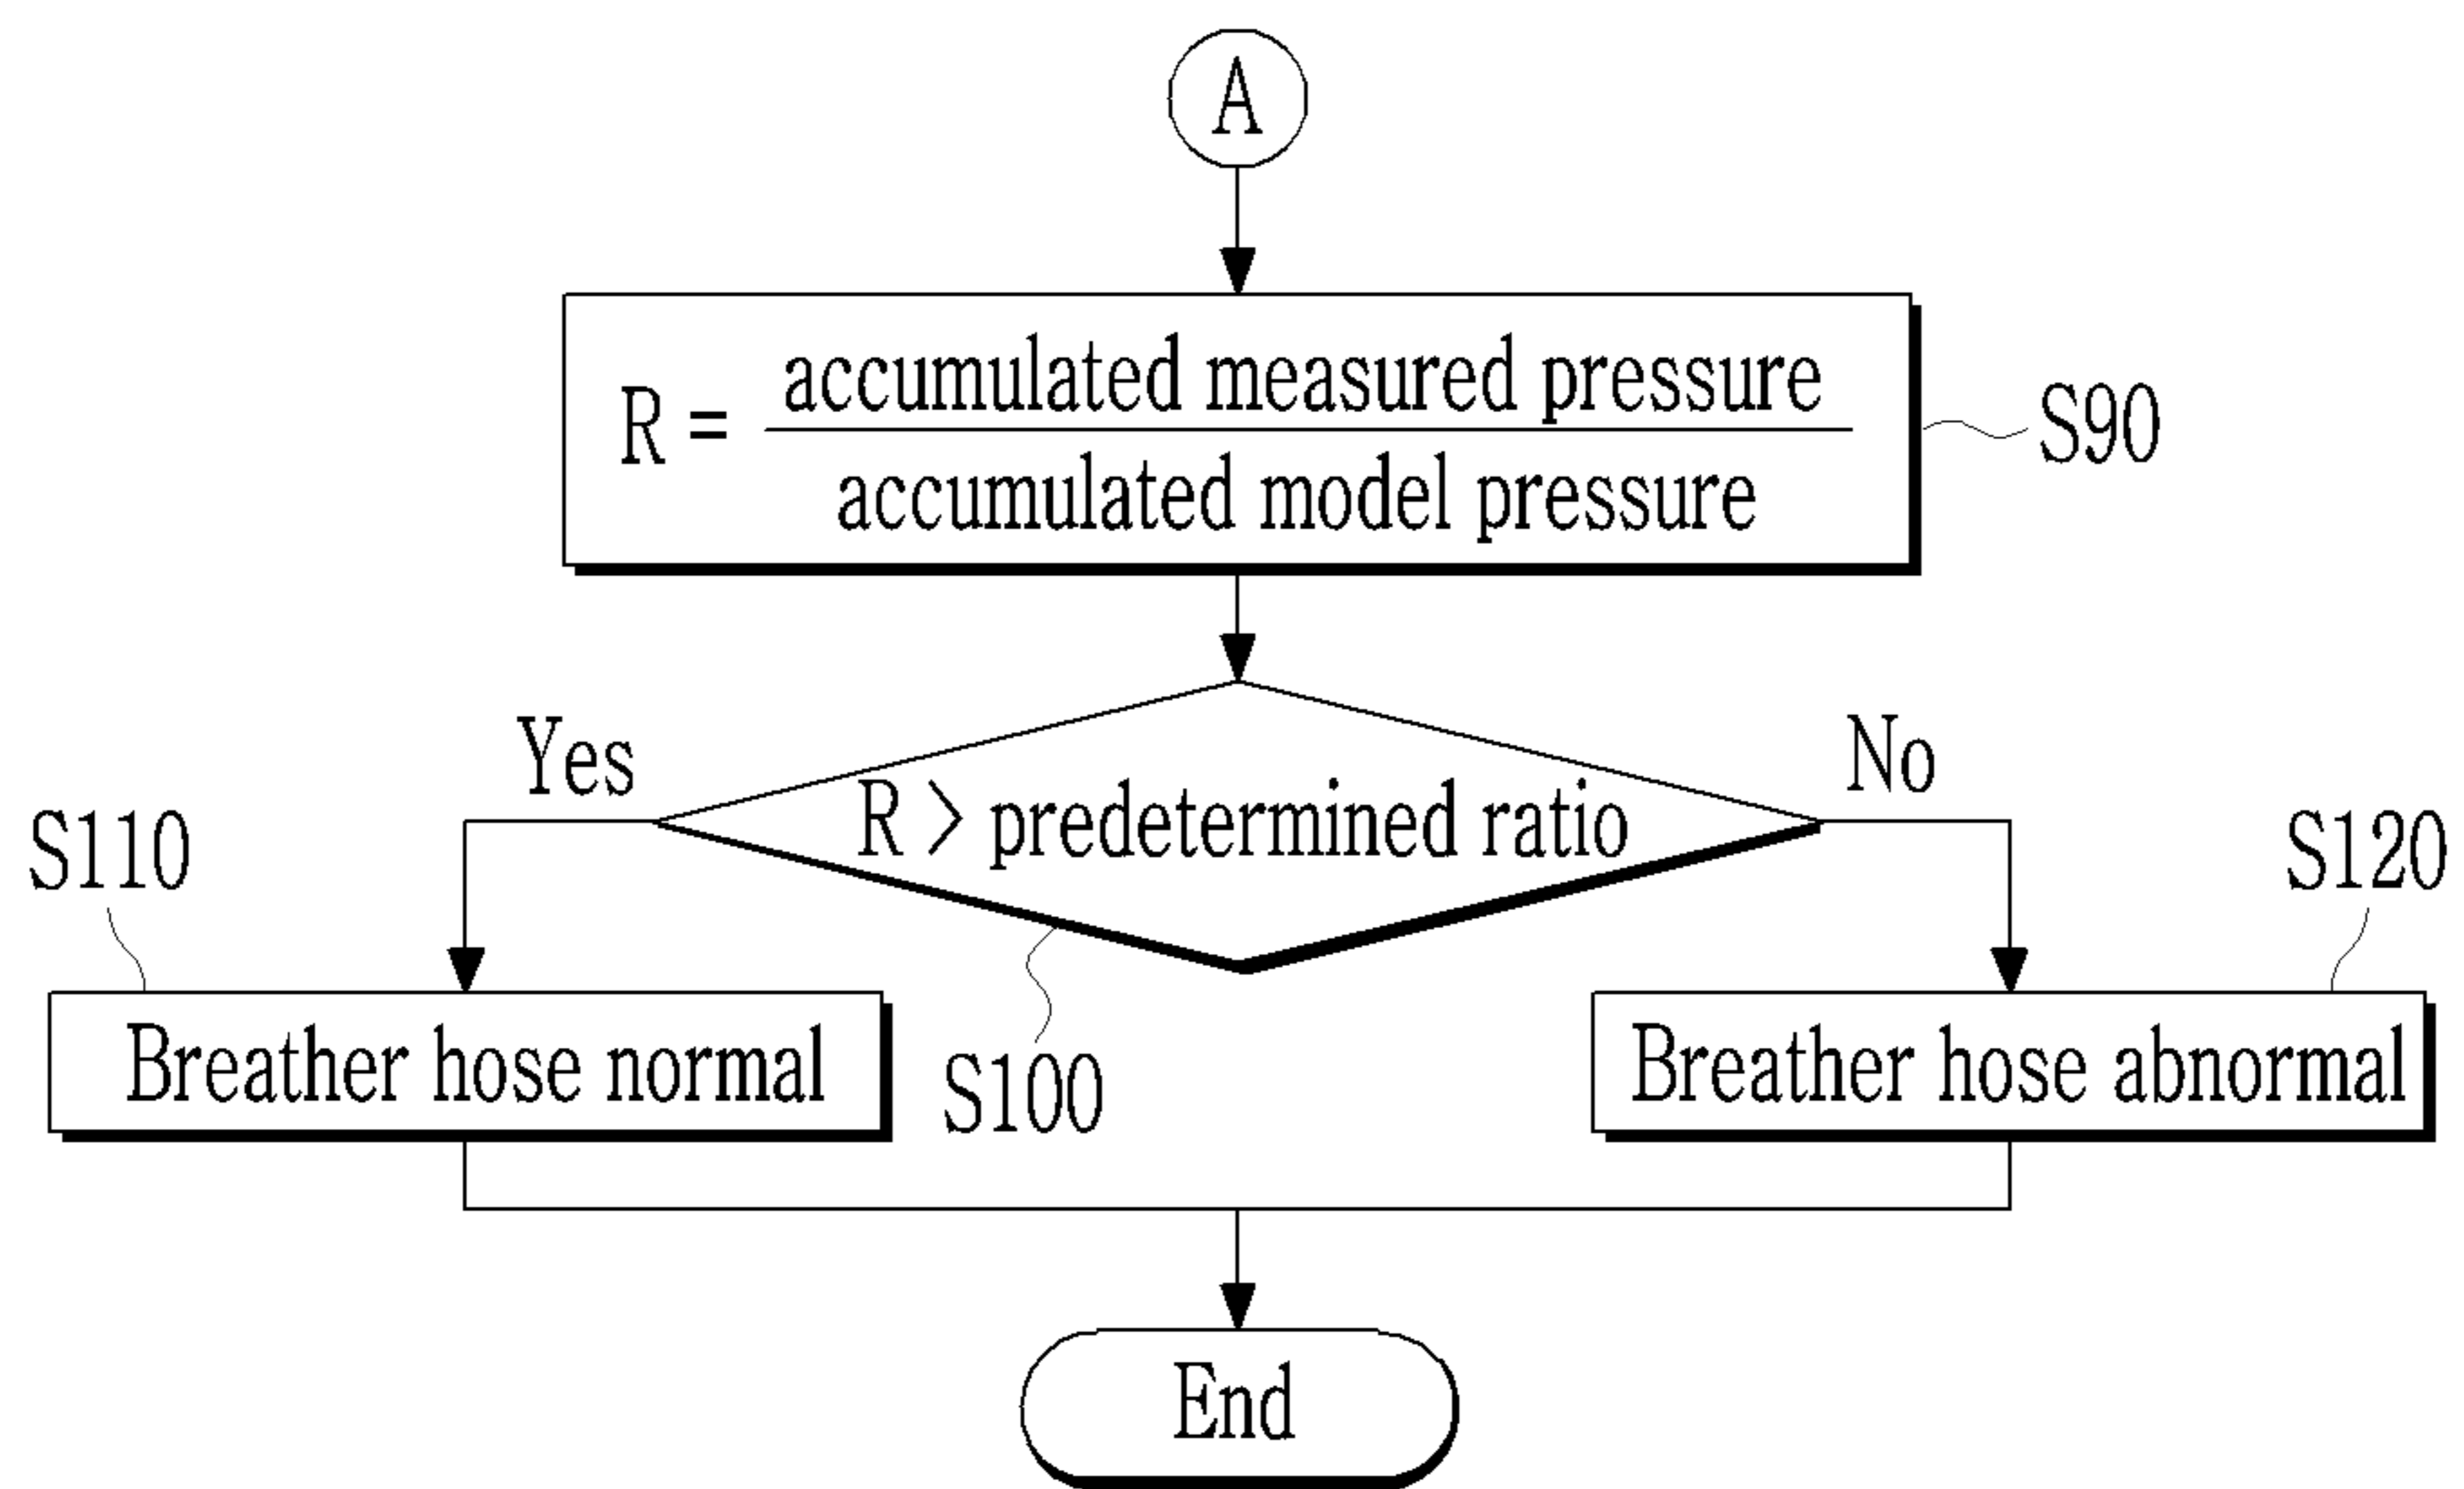 A
accumulated measured pressure
R =
accumulated model pressure
S90
Yes
No
R > predetermined ratio
S110
S120
Breather hose normal
S100
Breather hose abnormal
End